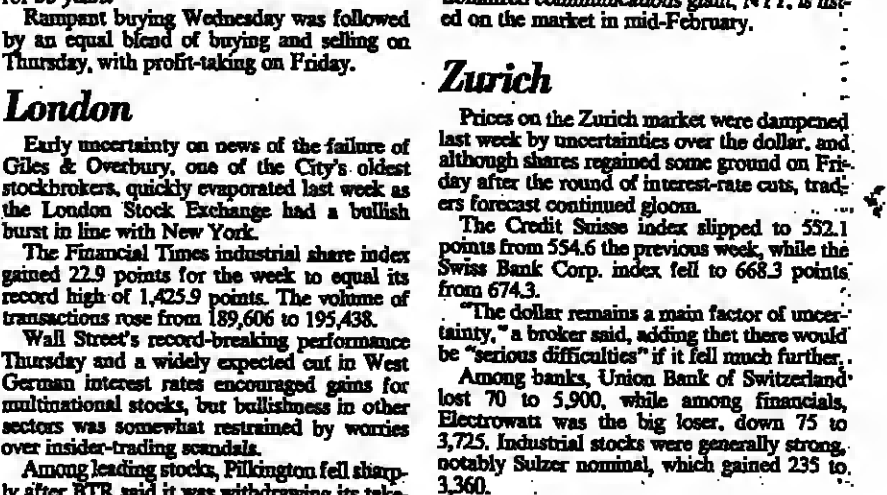 Rampant buying Wednesday was followed
by an equal blend of buying and selling on
Thursday, with profit-taking on Friday.
London
Early uncertainty on news of the failure of
Giles & Overbury, one of the City's oldest
stockbrokers, quickly evaporated last week as
the London Stock Exchange had a bullish
burst in line with New York.
The Financial Times industrial share index
gained 22.9 points for the week to equal its
record high of 1,425.9 points. The volume of
transactions rose from 189,606 to 195,438.
Wall Street's record-breaking performance
Thursday and a widely expected cut in West
German interest rates encouraged gains for
multinational stocks, but bullishness in other
sectors was somewhat restrained by worries
over insider-trading scandals.
Among leading stocks, Pilkington fell sharp-
ly after BTR said it was withdrawing its take-
communications giant, NTT, is list-
ed on the market in mid-February.
Zurich
Prices on the Zurich market were dampened
last week by uncertainties over the dollar, and
although shares regained some ground on Fri-
day after the round of interest-rate cuts, trad-
ers forecast continued gloom.
The Credit Suisse index slipped to 552.1
points from 554.6 the previous week, while the
Swiss Bank Corp. index fell to 668.3 points
from 674.3.
"The dollar remains a main factor of uncer-
tainty," a broker said, adding thet there would
be "serious difficulties" if it fell much further.
Among banks, Union Bank of Switzerland
lost 70 to 5,900, while among financials,
Electrowatt was the big loser, down 75 to
3,725. Industrial stocks were generally strong,
notably Sulzer nominal, which gained 235 to
3,360.